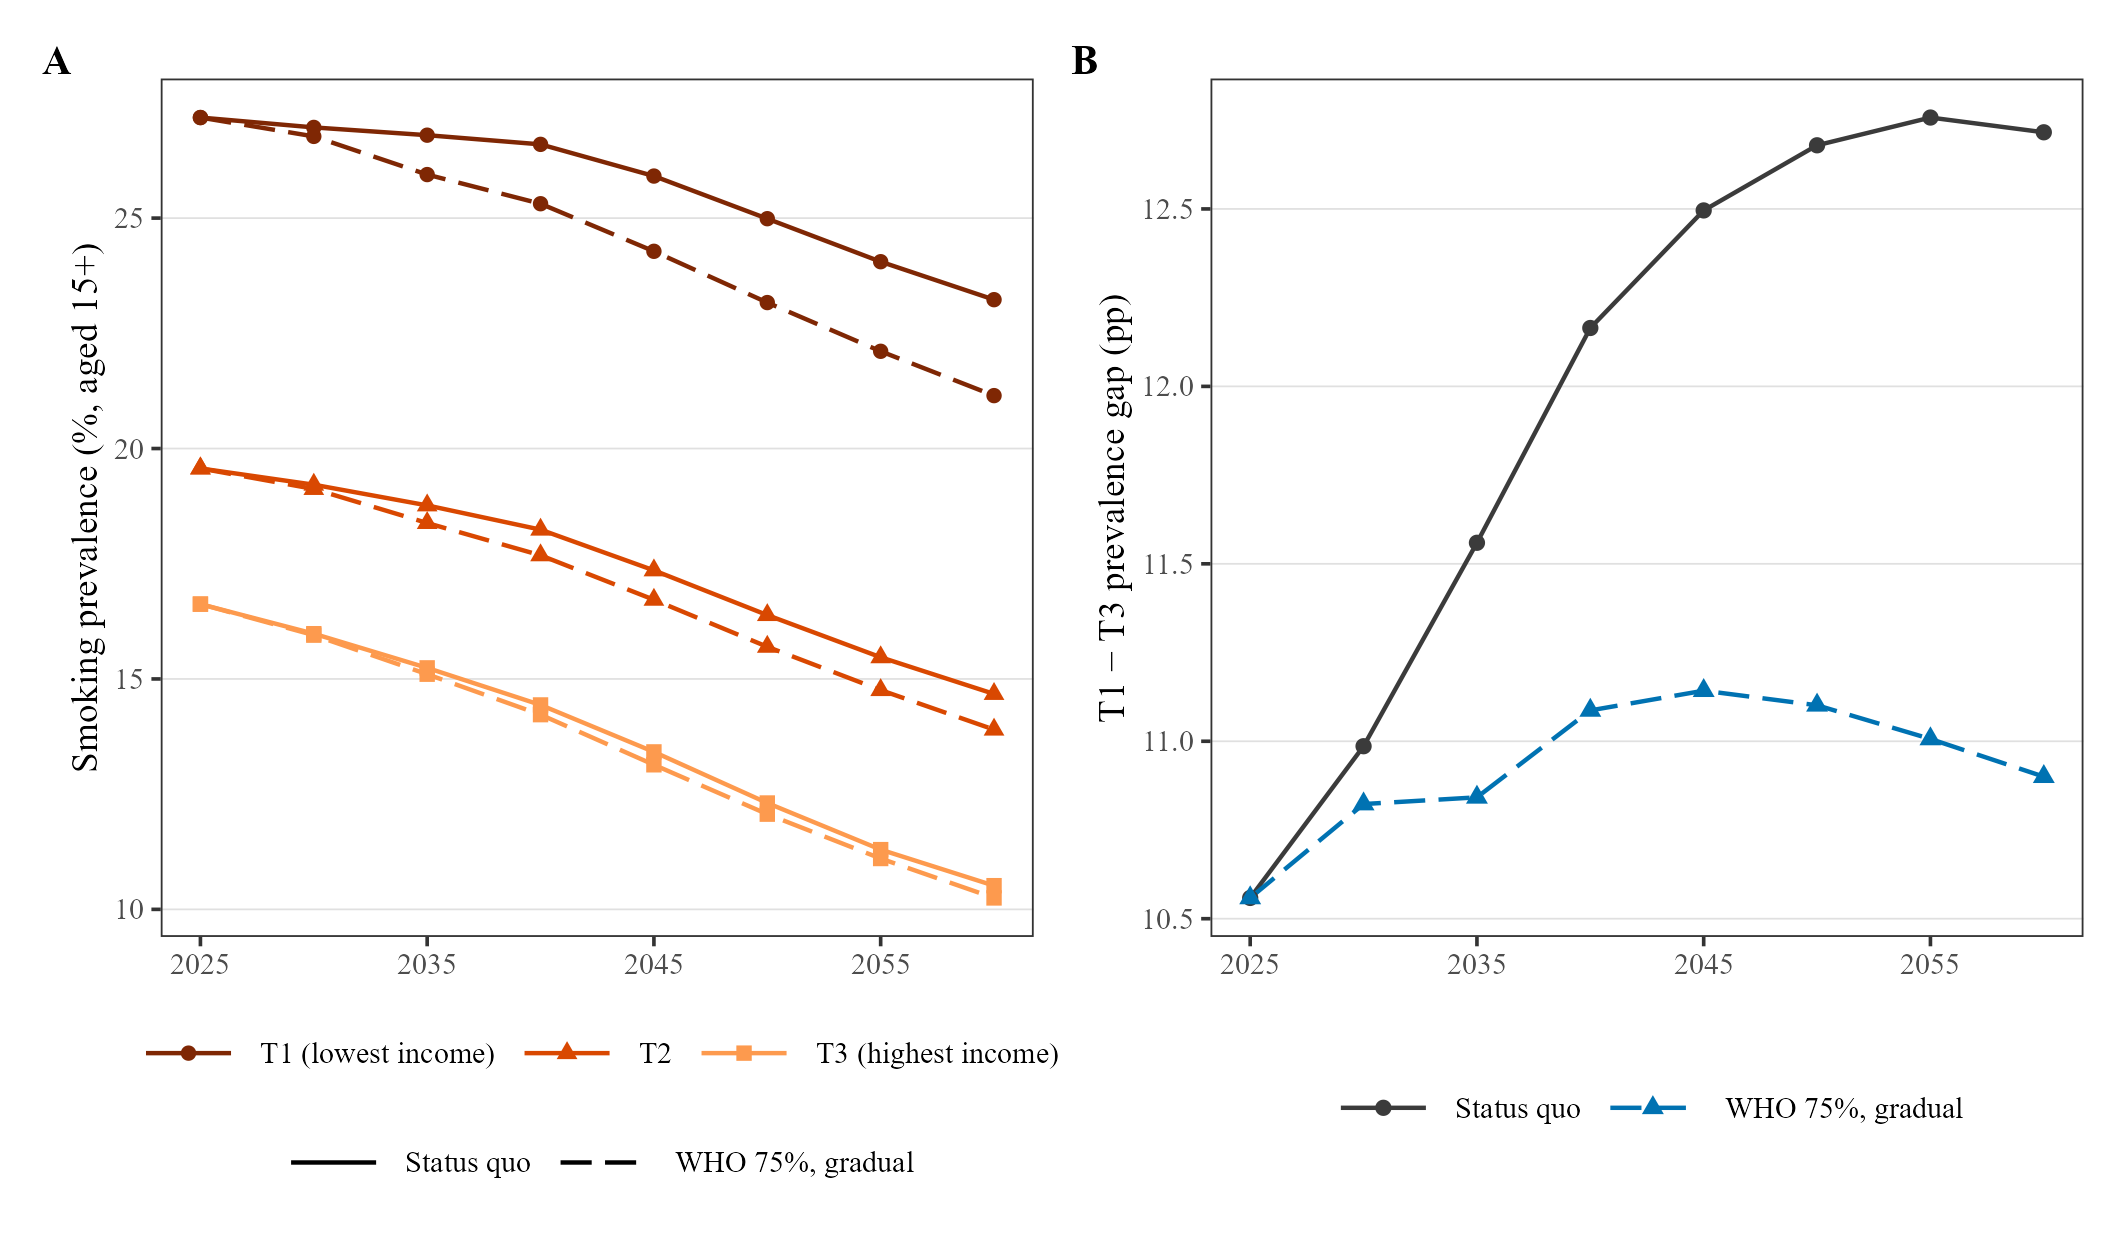 A
Smoking prevalence (%, aged 15+)
25
20
15
10
2025 2035 2045 2055
T1 (lowest income) T2 T3 (highest income)
Status quo WHO 75%, gradual
B
T1 − T3 prevalence gap (pp)
12.5
12.0
11.5
11.0
10.5
2025 2035 2045 2055
Status quo WHO 75%, gradual